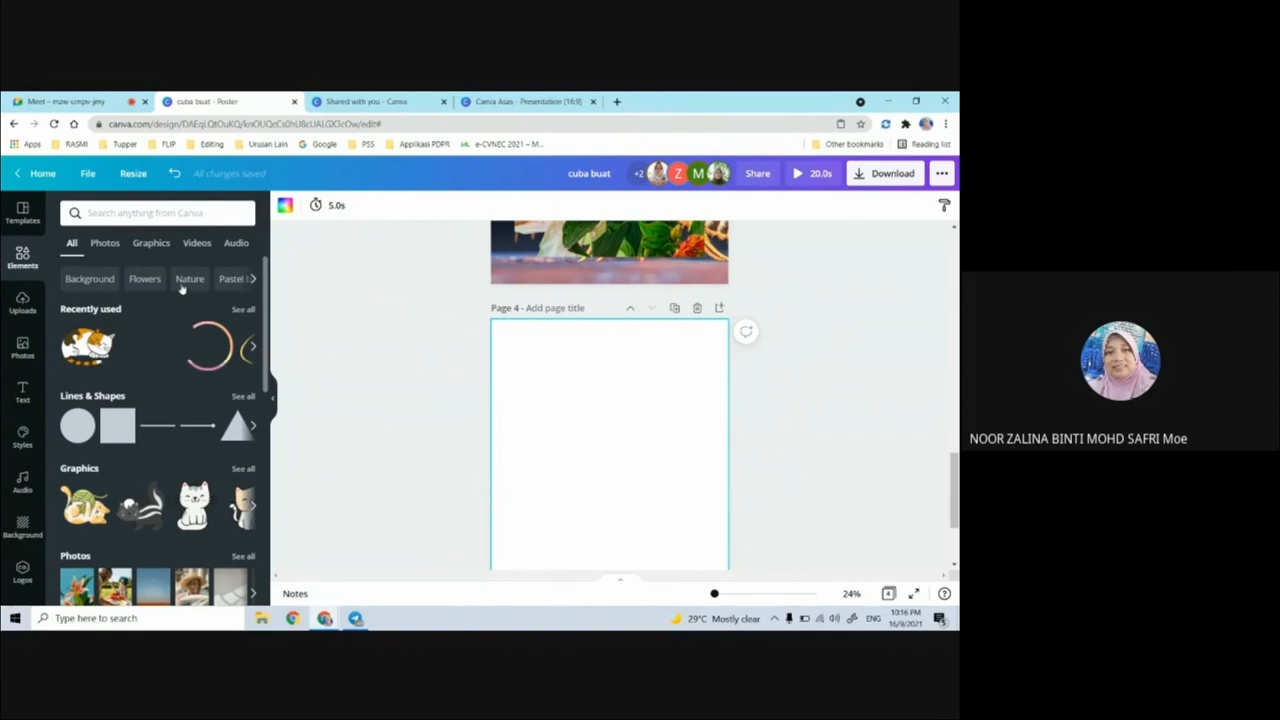 Meet – mzw-umpv-jmy
cuba buat - Poster
Shared with you - Canva
Canva Asas - Presentation (16:9)
Apps
RASMI
Tupper
FLIP
Editing
Urusan Lain
Google
PSS
Applikasi PDPR
e-CVNEC 2021 – M...
Other bookmarks
Reading list
Home
File
Resize
All changes saved
cuba buat
+2
Z
M
Share
20.0s
Download
Templates
Elements
Uploads
Photos
Text
Styles
Audio
Background
Logos
Search anything from Canva
All
Photos
Graphics
Videos
Audio
Background
Flowers
Nature
Pastel
Recently used
See all
Lines & Shapes
See all
Graphics
See all
Photos
See all
5.0s
Page 4 - Add page title
Notes
24%
4
Type here to search
29°C Mostly clear
ENG
10:16 PM
16/9/2021
NOOR ZALINA BINTI MOHD SAFRI Moe